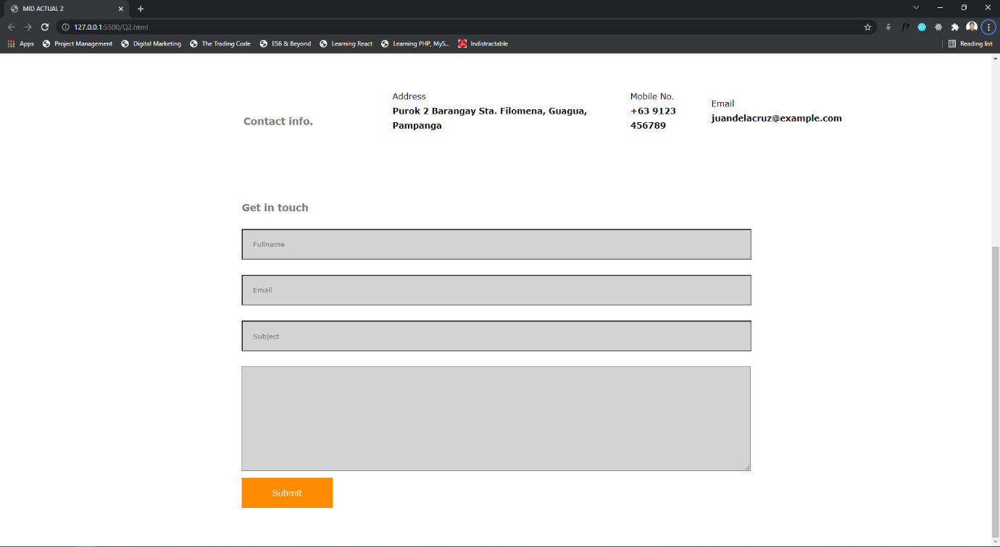 MID ACTUAL 2
127.0.0.1:5500/Q2.html
f?
Apps Project Management Digital Marketing The Trading Code ES6 & Beyond Learning React Learning PHP, MyS... Indistractable Reading list
Contact info.
Address
Purok 2 Barangay Sta. Filomena, Guagua,
Pampanga
Mobile No.
+63 9123
456789
Email
juandelacruz@example.com
Get in touch
Fullname
Email
Subject
Submit